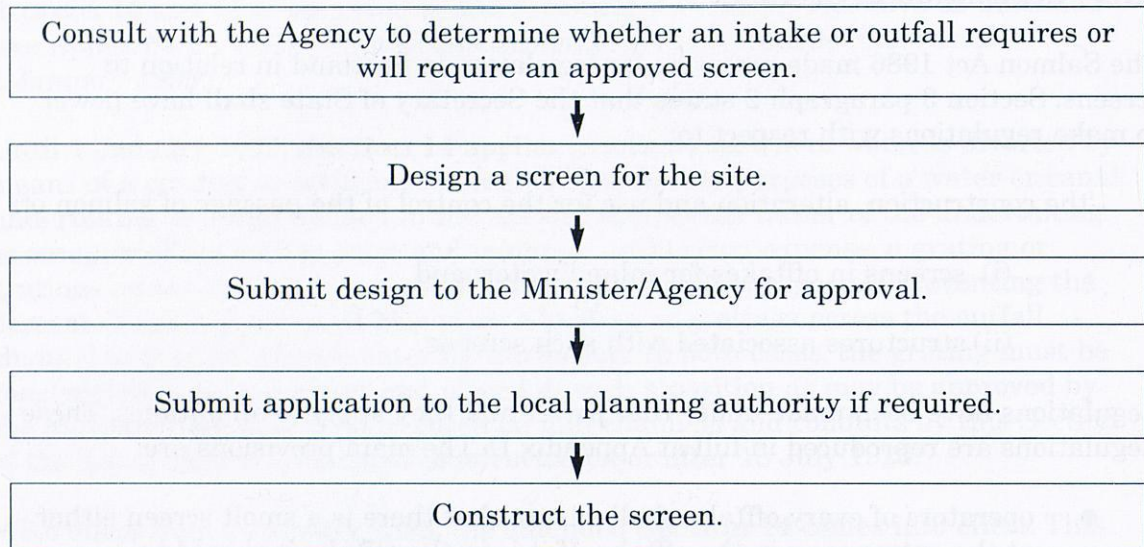 Consult with the Agency to determine whether an intake or outfall requires or
will require an approved screen.
Design a screen for the site.
Submit design to the Minister/Agency for approval.
Submit application to the local planning authority if required.
Construct the screen.